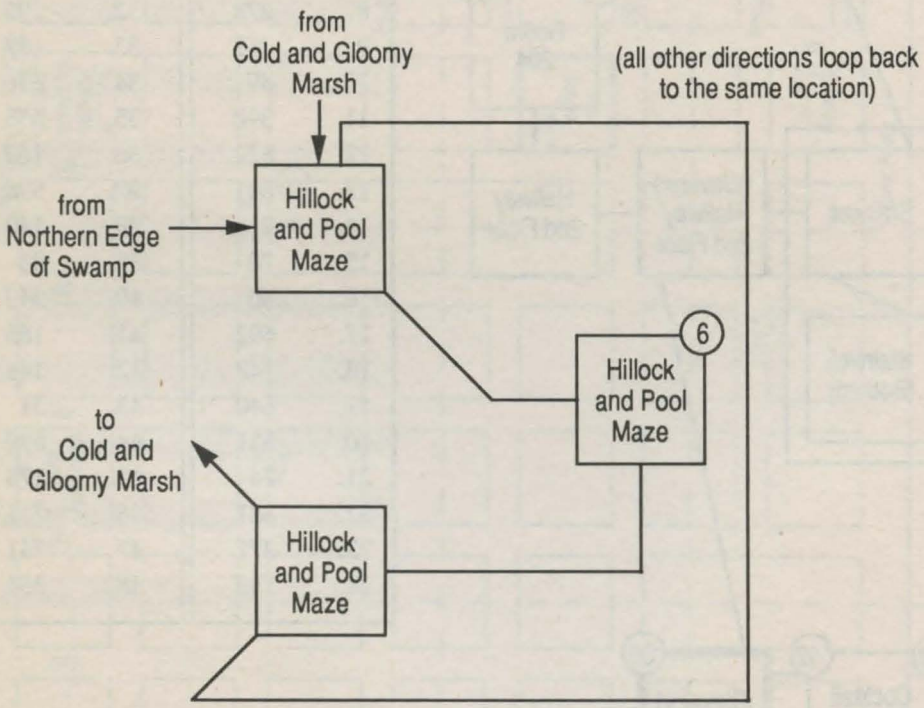 from
Cold and Gloomy
Marsh
(all other directions loop back
to the same location)
from
Northern Edge
of Swamp
Hillock
and Pool
Maze
6
Hillock
and Pool
Maze
to
Cold and
Gloomy Marsh
Hillock
and Pool
Maze